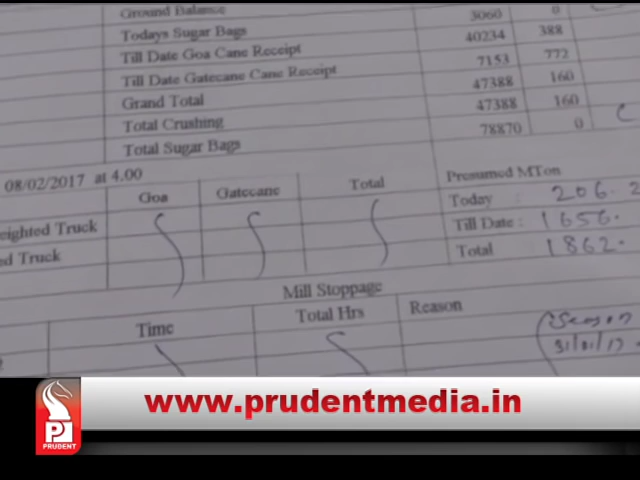 Ground Balance
Todays Sugar Bags 3060 0
Till Date Goa Cane Receipt 40234 388
Till Date Gatecane Cane Receipt 7153 772
Grand Total 47388 160
Total Crushing 47388 160
Total Sugar Bags 78870 0
08/02/2017 at 4.00
Goa Gatecane Total Presumed MTon
eighted Truck Today : 206.2
ed Truck Till Date : 1656.
Total 1862.
Mill Stoppage
Time Total Hrs Reason
Season
31/01/17
www.prudentmedia.in
PRUDENT